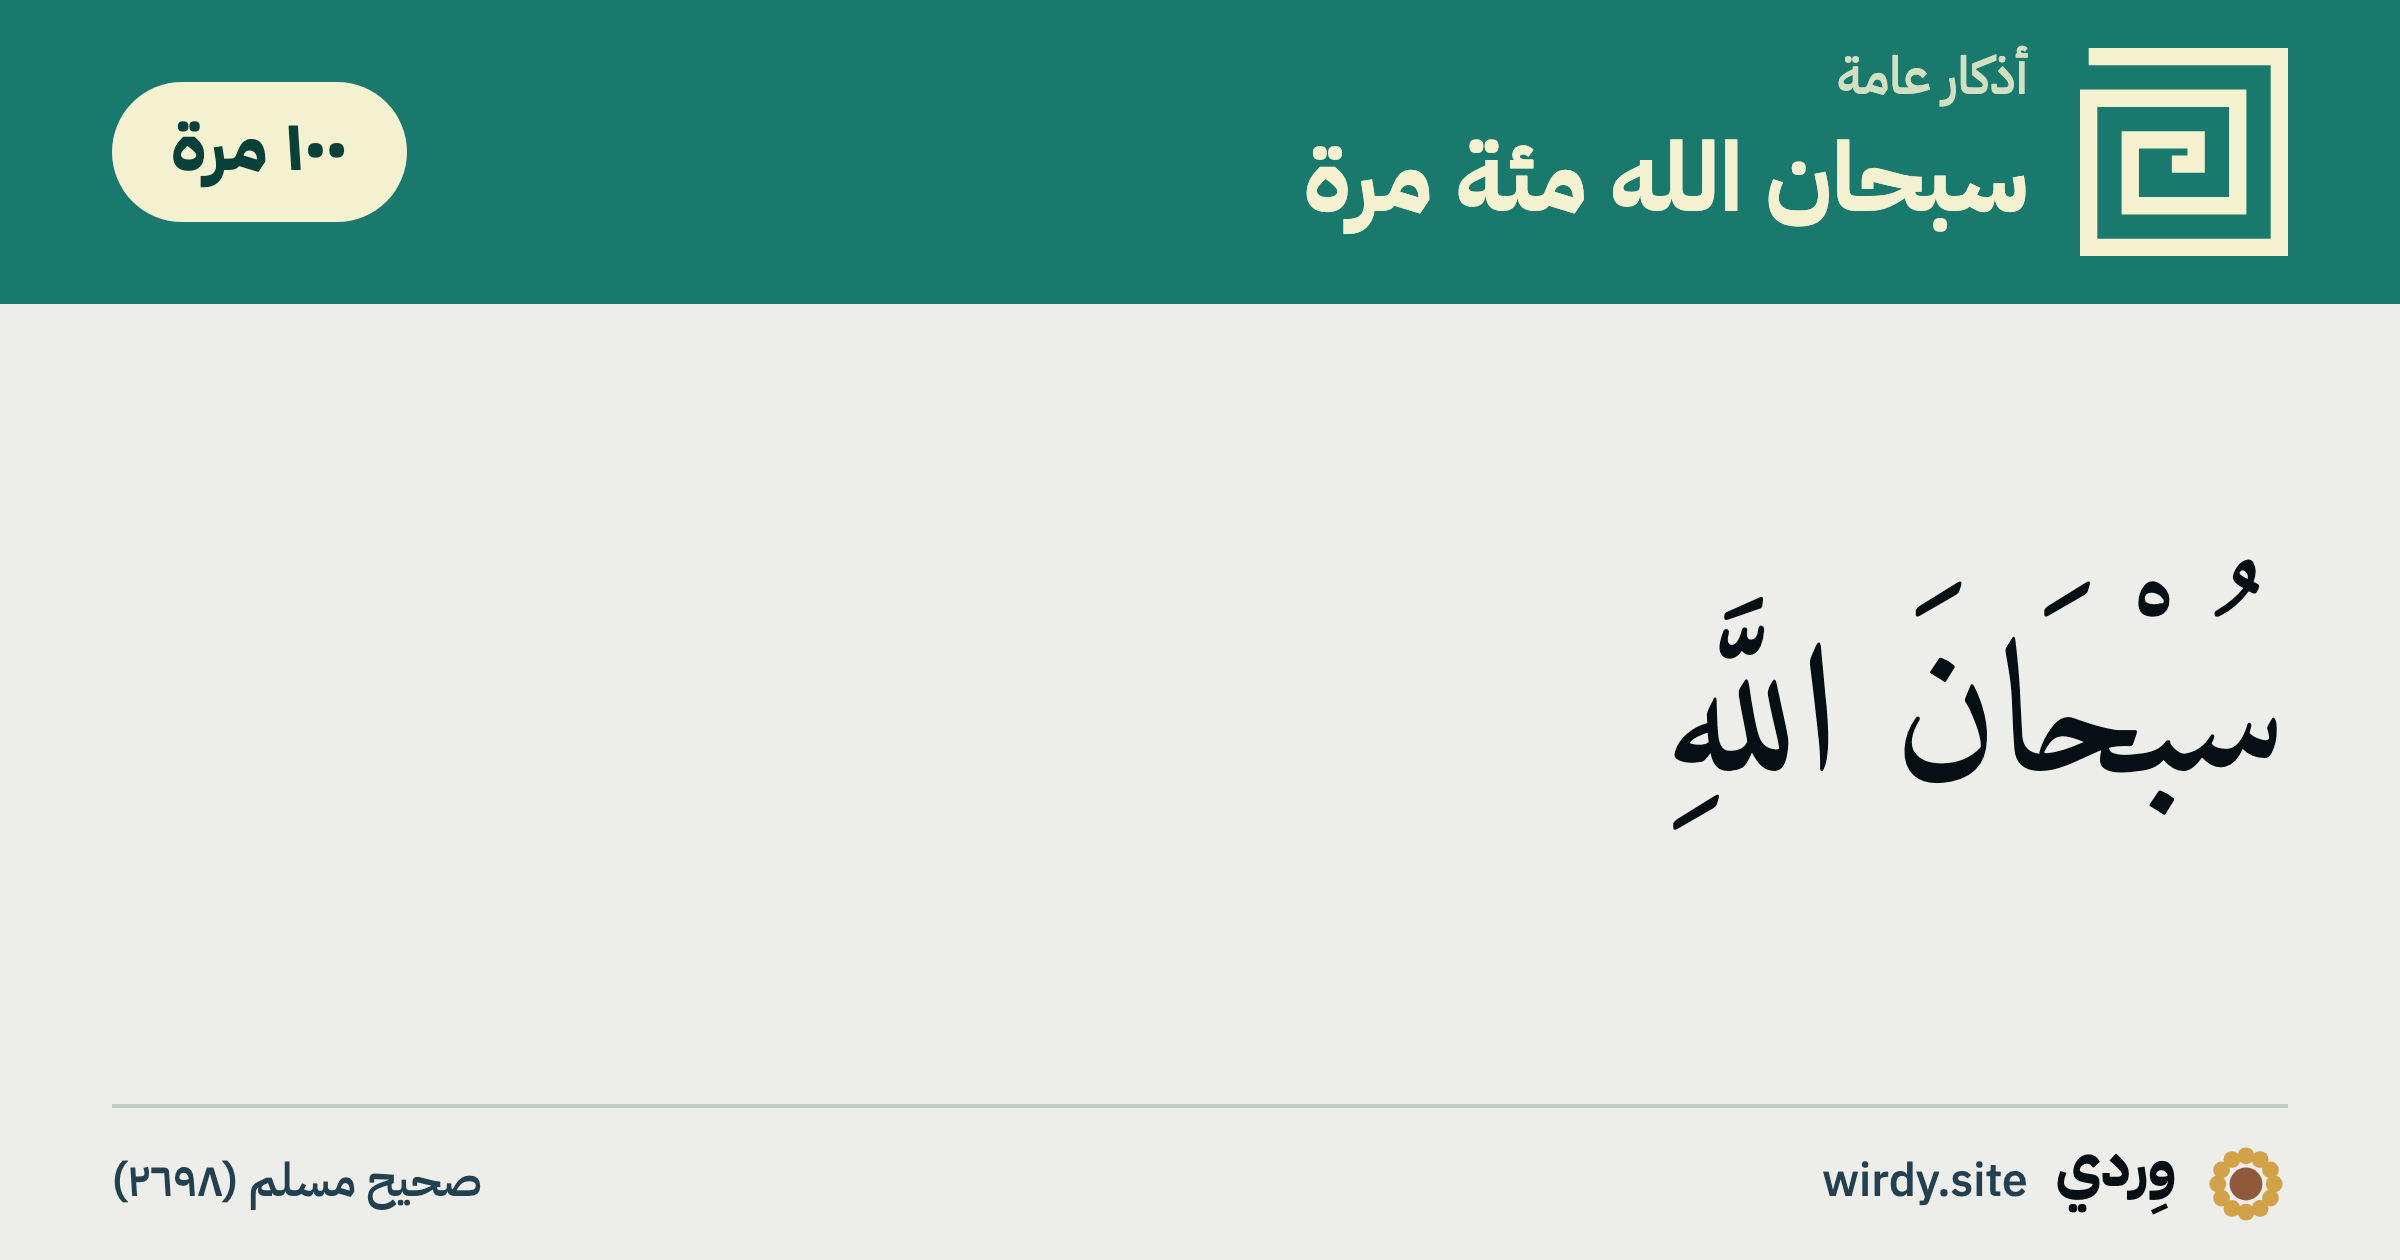 أذكار عامة
سبحان الله مئة مرة
١٠٠ مرة
سُبْحَانَ اللَّهِ
وِردي wirdy.site
صحيح مسلم (٢٦٩٨)